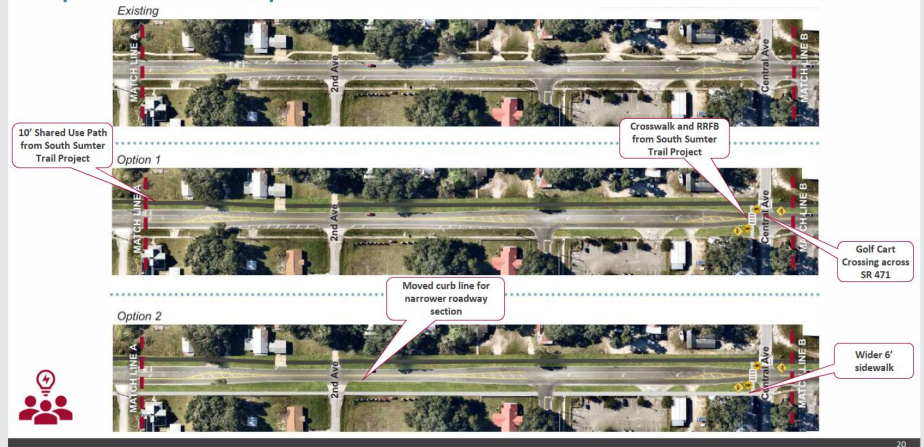 Existing
MATCH LINE A
2nd Ave
Central Ave
MATCH LINE B
10' Shared Use Path
from South Sumter
Trail Project
Crosswalk and RRFB
from South Sumter
Trail Project
Option 1
MATCH LINE A
2nd Ave
Central Ave
MATCH LINE B
Golf Cart
Crossing across
SR 471
Moved curb line for
narrower roadway
section
Option 2
MATCH LINE A
2nd Ave
Central Ave
MATCH LINE B
Wider 6'
sidewalk
20